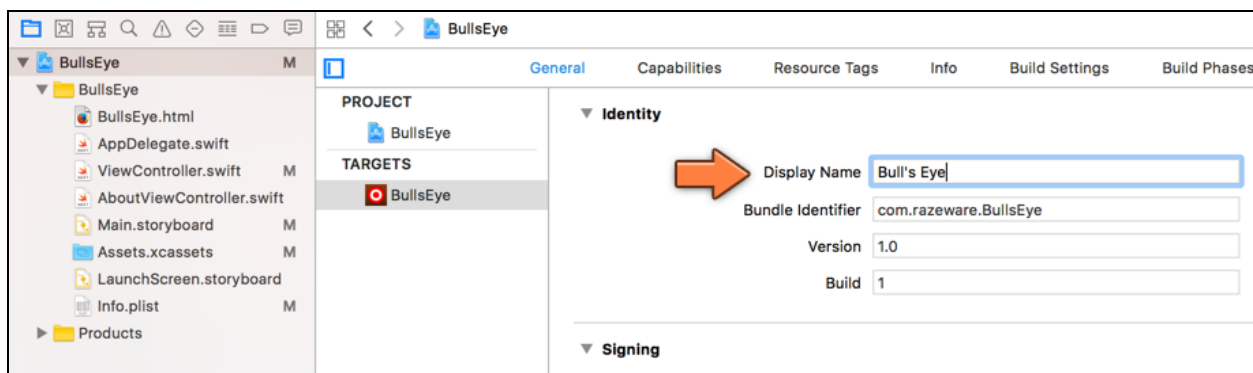 BullsEye
BullsEye M
General Capabilities Resource Tags Info Build Settings Build Phases
BullsEye
BullsEye.html
AppDelegate.swift
ViewController.swift M
AboutViewController.swift
Main.storyboard M
Assets.xcassets M
LaunchScreen.storyboard
Info.plist M
Products
PROJECT
BullsEye
TARGETS
BullsEye
Identity
Display Name Bull's Eye
Bundle Identifier com.razeware.BullsEye
Version 1.0
Build 1
Signing